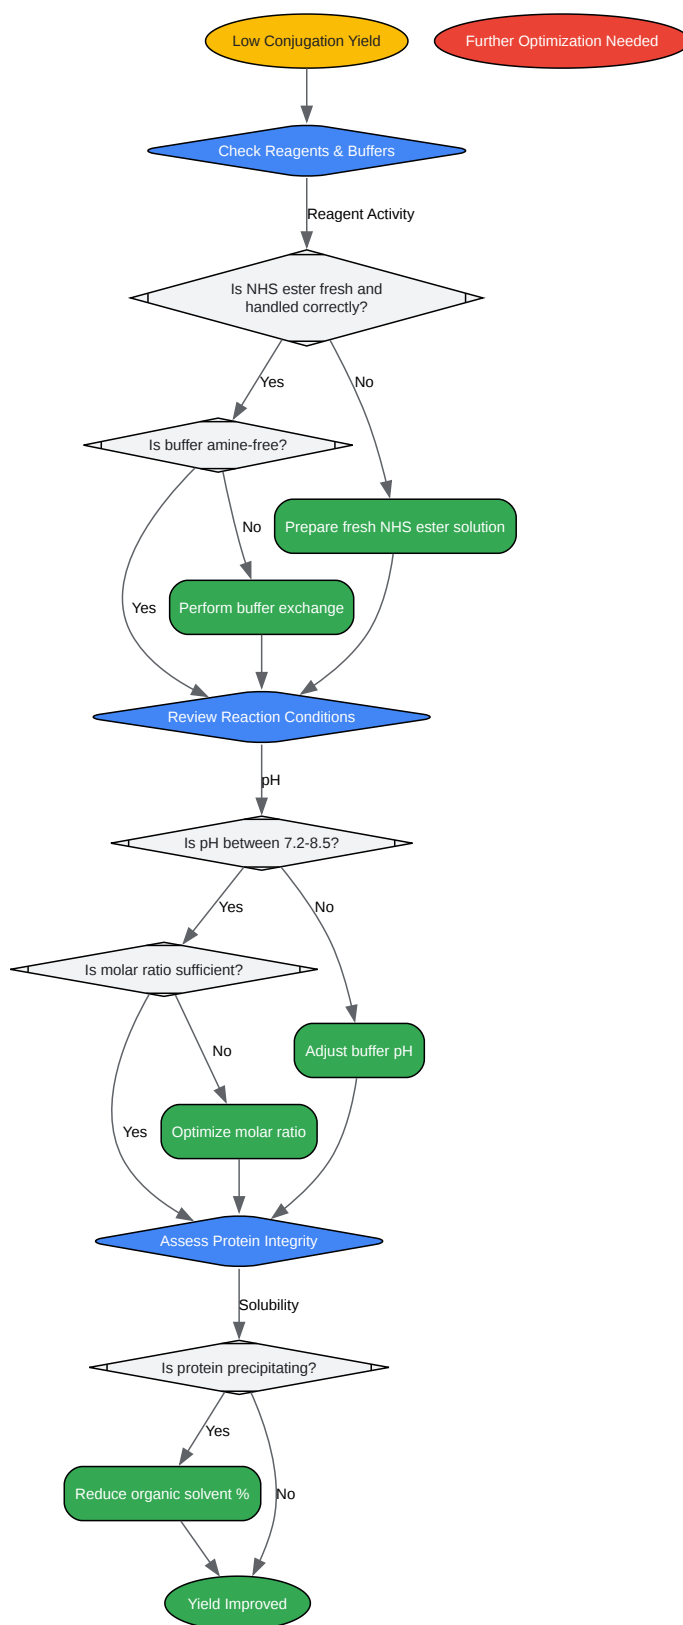 Low Conjugation Yield
Further Optimization Needed
Check Reagents & Buffers
Reagent Activity
Is NHS ester fresh and
handled correctly?
Yes
No
Is buffer amine-free?
No
Prepare fresh NHS ester solution
Yes
Perform buffer exchange
Review Reaction Conditions
pH
Is pH between 7.2-8.5?
Yes
No
Is molar ratio sufficient?
No
Adjust buffer pH
Yes
Optimize molar ratio
Assess Protein Integrity
Solubility
Is protein precipitating?
Yes
Reduce organic solvent %
No
Yield Improved